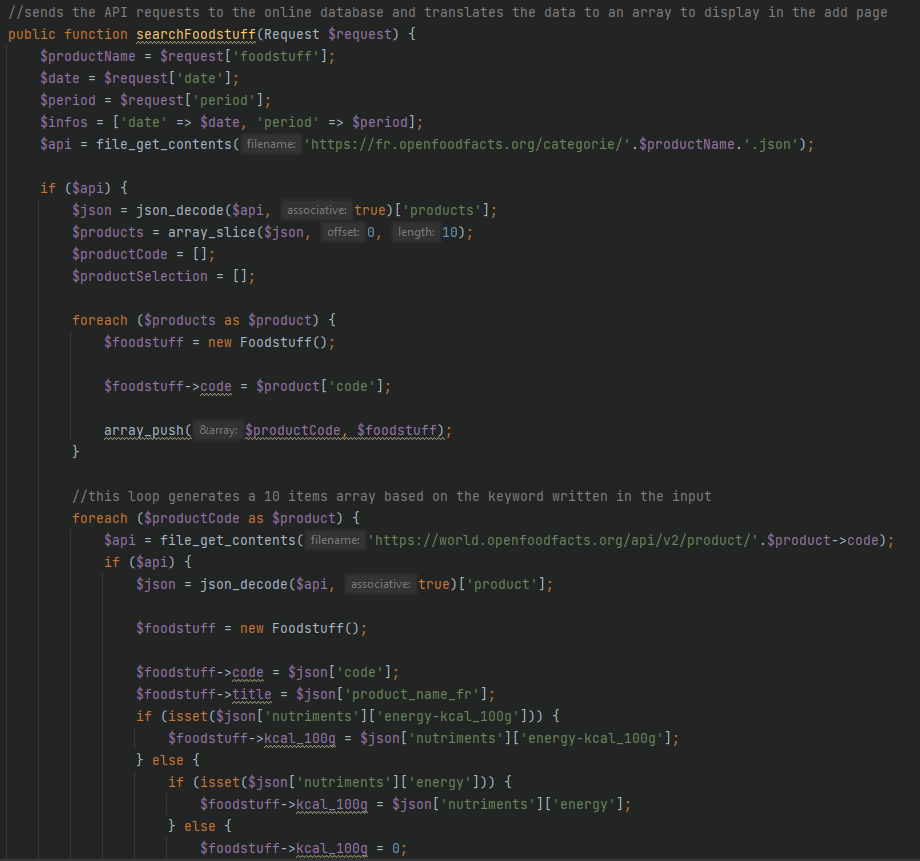 //sends the API requests to the online database and translates the data to an array to display in the add page
public function searchFoodstuff(Request $request) {
$productName = $request['foodstuff'];
$date = $request['date'];
$period = $request['period'];
$infos = ['date' => $date, 'period' => $period];
$api = file_get_contents( filename: 'https://fr.openfoodfacts.org/categorie/'.$productName.'.json');
if ($api) {
$json = json_decode($api, associative: true)['products'];
$products = array_slice($json, offset: 0, length: 10);
$productCode = [];
$productSelection = [];
foreach ($products as $product) {
$foodstuff = new Foodstuff();
$foodstuff->code = $product['code'];
array_push( &array: $productCode, $foodstuff);
}
//this loop generates a 10 items array based on the keyword written in the input
foreach ($productCode as $product) {
$api = file_get_contents( filename: 'https://world.openfoodfacts.org/api/v2/product/'.$product->code);
if ($api) {
$json = json_decode($api, associative: true)['product'];
$foodstuff = new Foodstuff();
$foodstuff->code = $json['code'];
$foodstuff->title = $json['product_name_fr'];
if (isset($json['nutriments']['energy-kcal_100g'])) {
$foodstuff->kcal_100g = $json['nutriments']['energy-kcal_100g'];
} else {
if (isset($json['nutriments']['energy'])) {
$foodstuff->kcal_100g = $json['nutriments']['energy'];
} else {
$foodstuff->kcal_100g = 0;